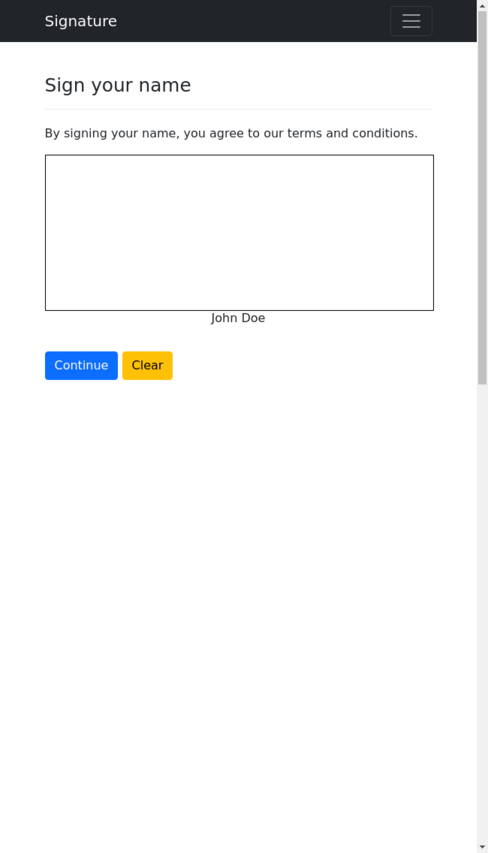 Signature
Sign your name
By signing your name, you agree to our terms and conditions.
John Doe
Continue
Clear